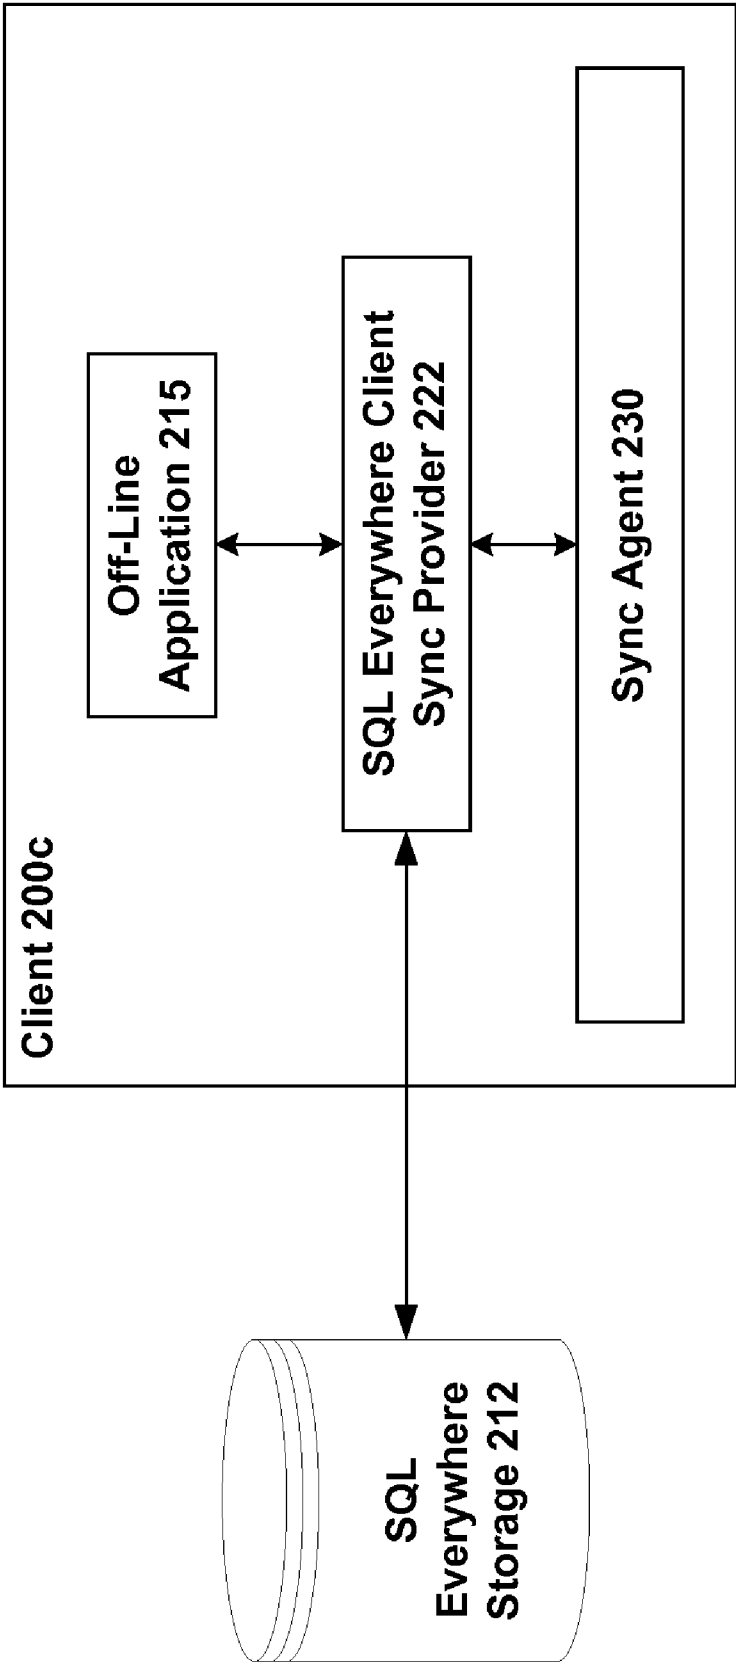 Client 200c
Off-Line
Application 215
SQL Everywhere Client
Sync Provider 222
Sync Agent 230
SQL
Everywhere
Storage 212